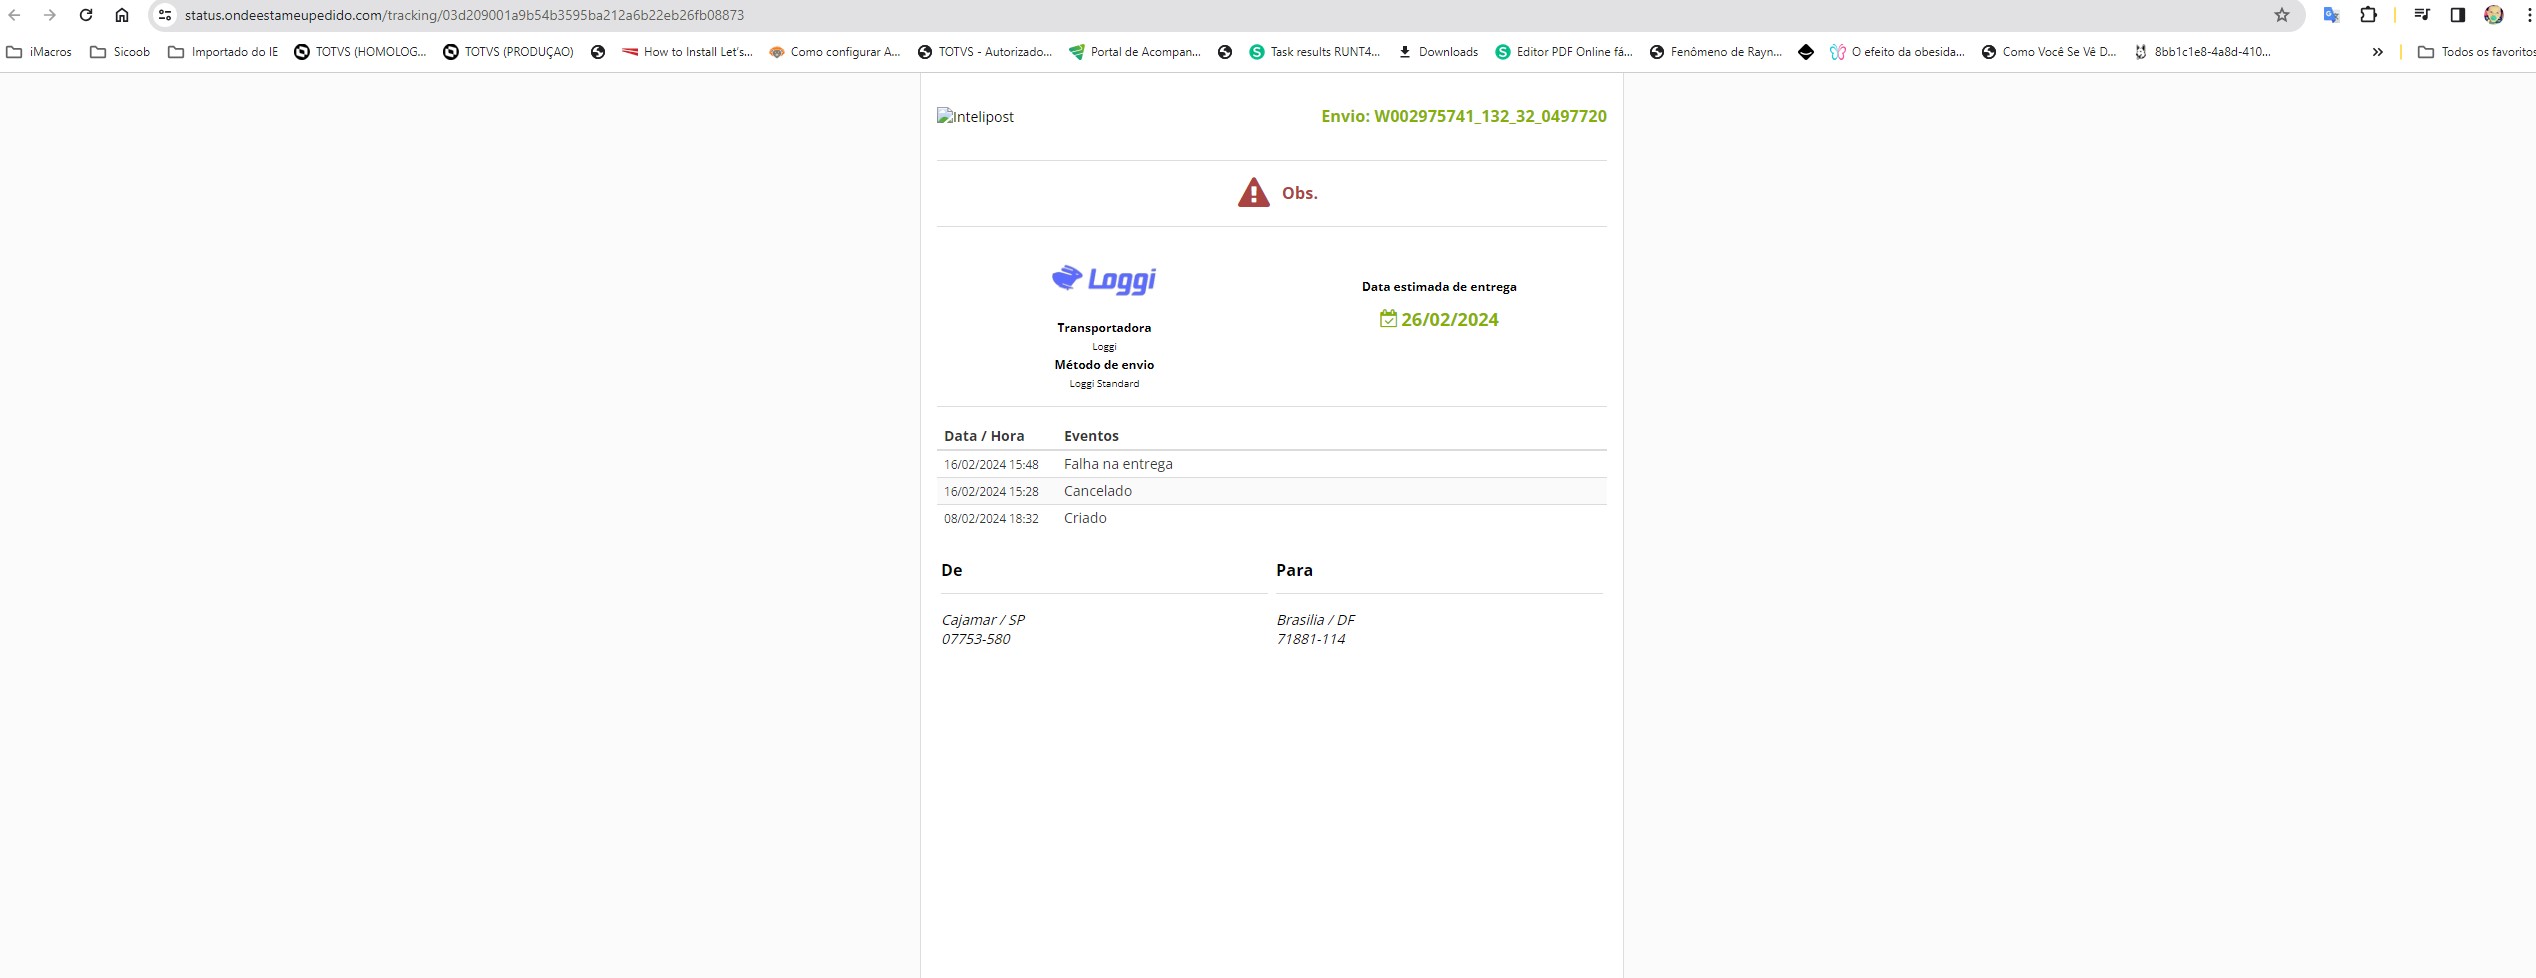 status.ondeestameupedido.com/tracking/03d209001a9b54b3595ba212a6b22eb26fb08873
iMacros Sicoob Importado do IE TOTVS (HOMOLOG... TOTVS (PRODUÇAO) How to Install Let's... Como configurar A... TOTVS - Autorizado... Portal de Acompan... Task results RUNT4... Downloads Editor PDF Online fá... Fenômeno de Rayn... O efeito da obesida... Como Você Se Vê D... 8bb1c1e8-4a8d-410... » Todos os favoritos
Intelipost Envio: W002975741_132_32_0497720
Obs.
Loggi
Transportadora
Loggi
Método de envio
Loggi Standard
Data estimada de entrega
26/02/2024
Data / Hora Eventos
16/02/2024 15:48 Falha na entrega
16/02/2024 15:28 Cancelado
08/02/2024 18:32 Criado
De
Cajamar / SP
07753-580
Para
Brasilia / DF
71881-114